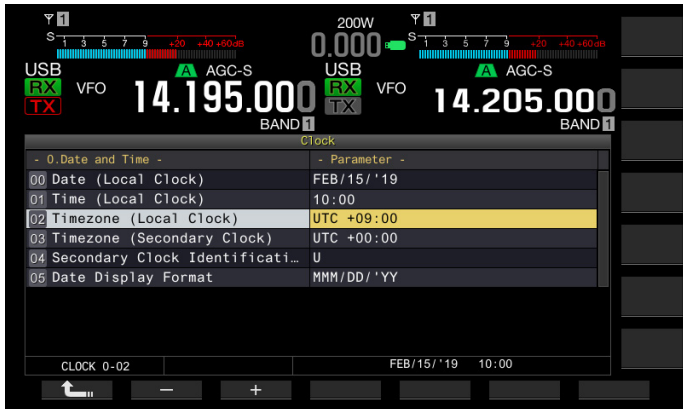 1 200W 1
S 1 3 5 7 9 +20 +40 +60dB 0.000 S 1 3 5 7 9 +20 +40 +60dB
USB A AGC-S USB A AGC-S
RX VFO 14.195.000 RX VFO 14.205.000
TX TX
BAND 1 BAND 1
Clock
- 0.Date and Time - - Parameter -
00 Date (Local Clock) FEB/15/'19
01 Time (Local Clock) 10:00
02 Timezone (Local Clock) UTC +09:00
03 Timezone (Secondary Clock) UTC +00:00
04 Secondary Clock Identificati... U
05 Date Display Format MMM/DD/'YY
CLOCK 0-02 FEB/15/'19 10:00
− +